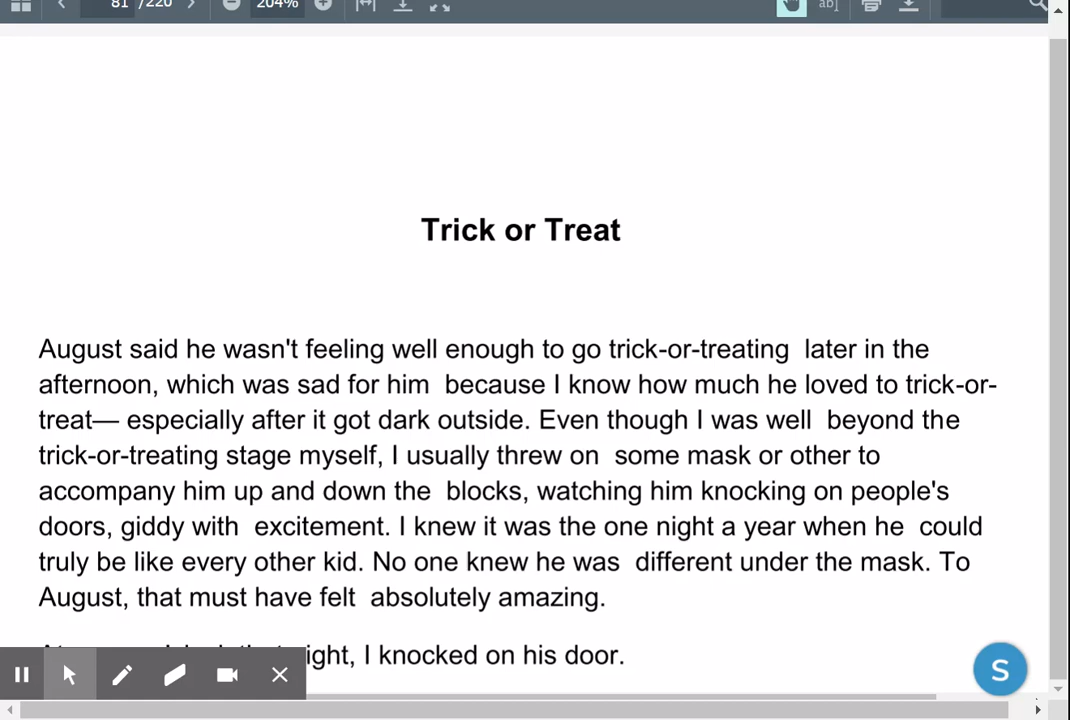 81 /220 204%
Trick or Treat
August said he wasn't feeling well enough to go trick-or-treating later in the
afternoon, which was sad for him because I know how much he loved to trick-or-
treat— especially after it got dark outside. Even though I was well beyond the
trick-or-treating stage myself, I usually threw on some mask or other to
accompany him up and down the blocks, watching him knocking on people's
doors, giddy with excitement. I knew it was the one night a year when he could
truly be like every other kid. No one knew he was different under the mask. To
August, that must have felt absolutely amazing.
I knocked on his door.
S